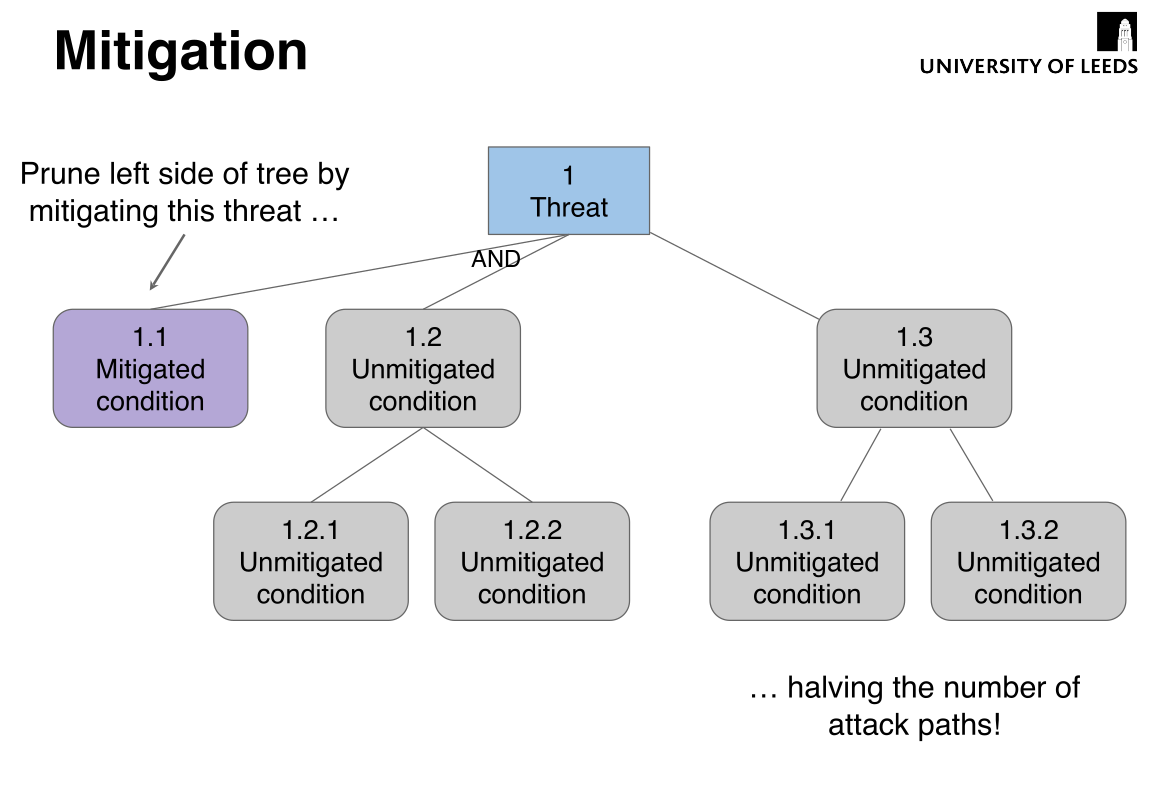 Mitigation
UNIVERSITY OF LEEDS
Prune left side of tree by
mitigating this threat …
1
Threat
AND
1.1
Mitigated
condition
1.2
Unmitigated
condition
1.3
Unmitigated
condition
1.2.1
Unmitigated
condition
1.2.2
Unmitigated
condition
1.3.1
Unmitigated
condition
1.3.2
Unmitigated
condition
… halving the number of
attack paths!